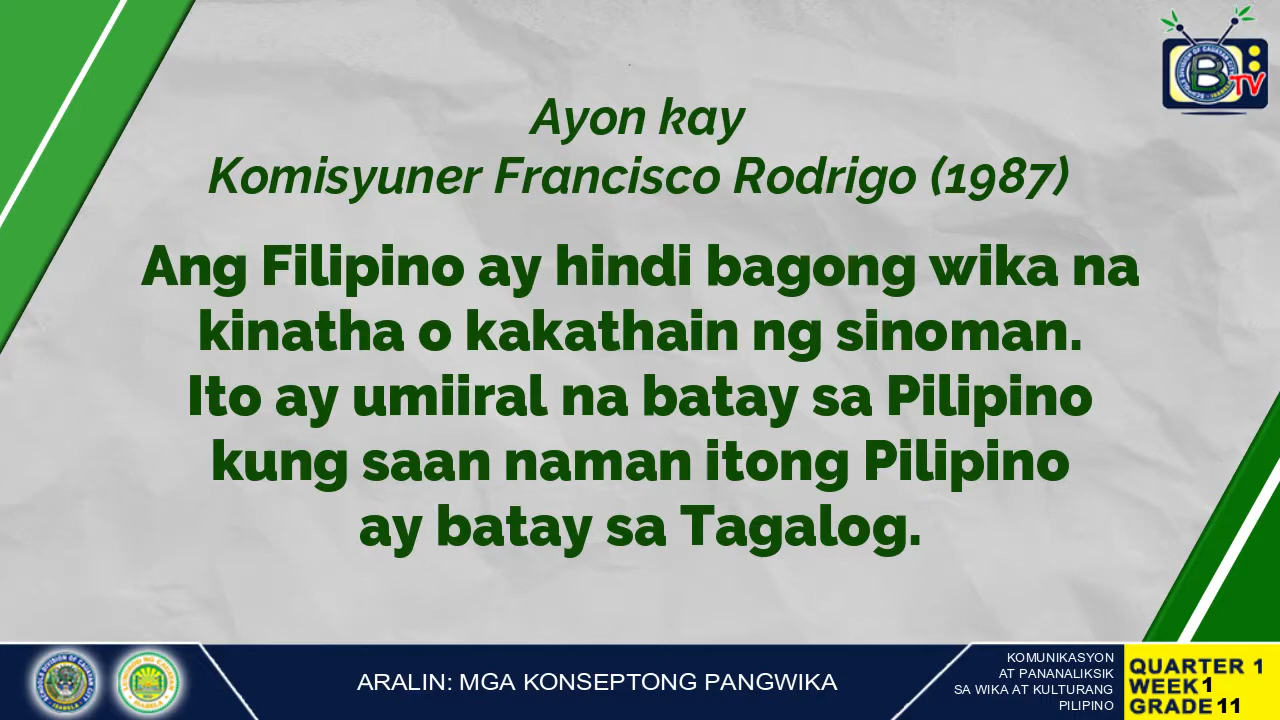 Ayon kay
Komisyuner Francisco Rodrigo (1987)
Ang Filipino ay hindi bagong wika na
kinatha o kakathain ng sinoman.
Ito ay umiiral na batay sa Pilipino
kung saan naman itong Pilipino
ay batay sa Tagalog.
B TV
ARALIN: MGA KONSEPTONG PANGWIKA
KOMUNIKASYON
AT PANANALIKSIK
SA WIKA AT KULTURANG
PILIPINO
QUARTER 1
WEEK 1
GRADE 11